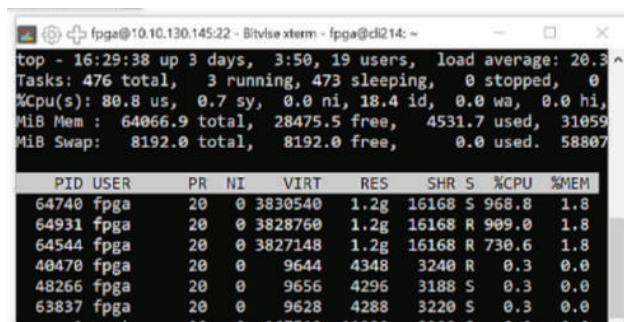 fpga@10.10.130.145:22 - Bitvise xterm - fpga@cli214: ~
top - 16:29:38 up 3 days,  3:50, 19 users,  load average: 20.3
Tasks: 476 total,   3 running, 473 sleeping,   0 stopped,   0
%Cpu(s): 80.8 us,  0.7 sy,  0.0 ni, 18.4 id,  0.0 wa,  0.0 hi,
MiB Mem :  64066.9 total,  28475.5 free,   4531.7 used,  31059
MiB Swap:   8192.0 total,   8192.0 free,      0.0 used.  58807
PID USER PR NI VIRT RES SHR S %CPU %MEM
64740 fpga 20 0 3830540 1.2g 16168 S 968.8 1.8
64931 fpga 20 0 3828760 1.2g 16168 R 909.0 1.8
64544 fpga 20 0 3827148 1.2g 16168 R 730.6 1.8
40470 fpga 20 0 9644 4348 3240 R 0.3 0.0
48266 fpga 20 0 9656 4296 3188 S 0.3 0.0
63837 fpga 20 0 9628 4288 3220 S 0.3 0.0